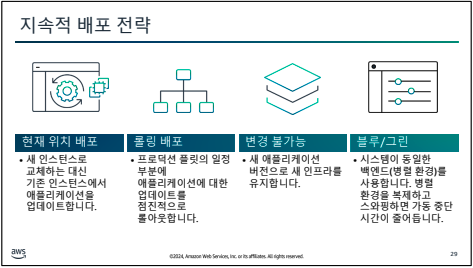 지속적 배포 전략
현재 위치 배포
• 새 인스턴스로
교체하는 대신
기존 인스턴스에서
애플리케이션을
업데이트합니다.
롤링 배포
• 프로덕션 플릿의 일정
부분에
애플리케이션에 대한
업데이트를
점진적으로
롤아웃합니다.
변경 불가능
• 새 애플리케이션
버전으로 새 인프라를
유지합니다.
블루/그린
• 시스템이 동일한
백엔드(병렬 환경)를
사용합니다. 병렬
환경을 복제하고
스와핑하면 가동 중단
시간이 줄어듭니다.
aws
©2024, Amazon Web Services, Inc. or its affiliates. All rights reserved.
29